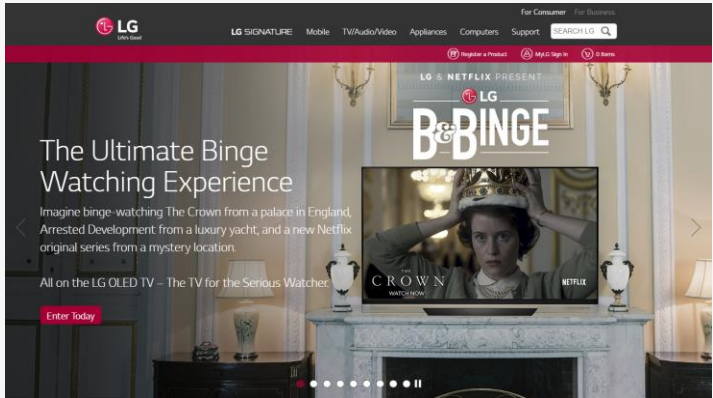 For Consumer For Business
LG
Life's Good
LG SIGNATURE Mobile TV/Audio/Video Appliances Computers Support SEARCH LG
Register a Product MyLG Sign In 0 Items
LG & NETFLIX PRESENT
LG
B&BINGE
The Ultimate Binge
Watching Experience
Imagine binge-watching The Crown from a palace in England,
Arrested Development from a luxury yacht, and a new Netflix
original series from a mystery location.
All on the LG OLED TV – The TV for the Serious Watcher.
THE
CROWN
WATCH NOW
NETFLIX
Enter Today